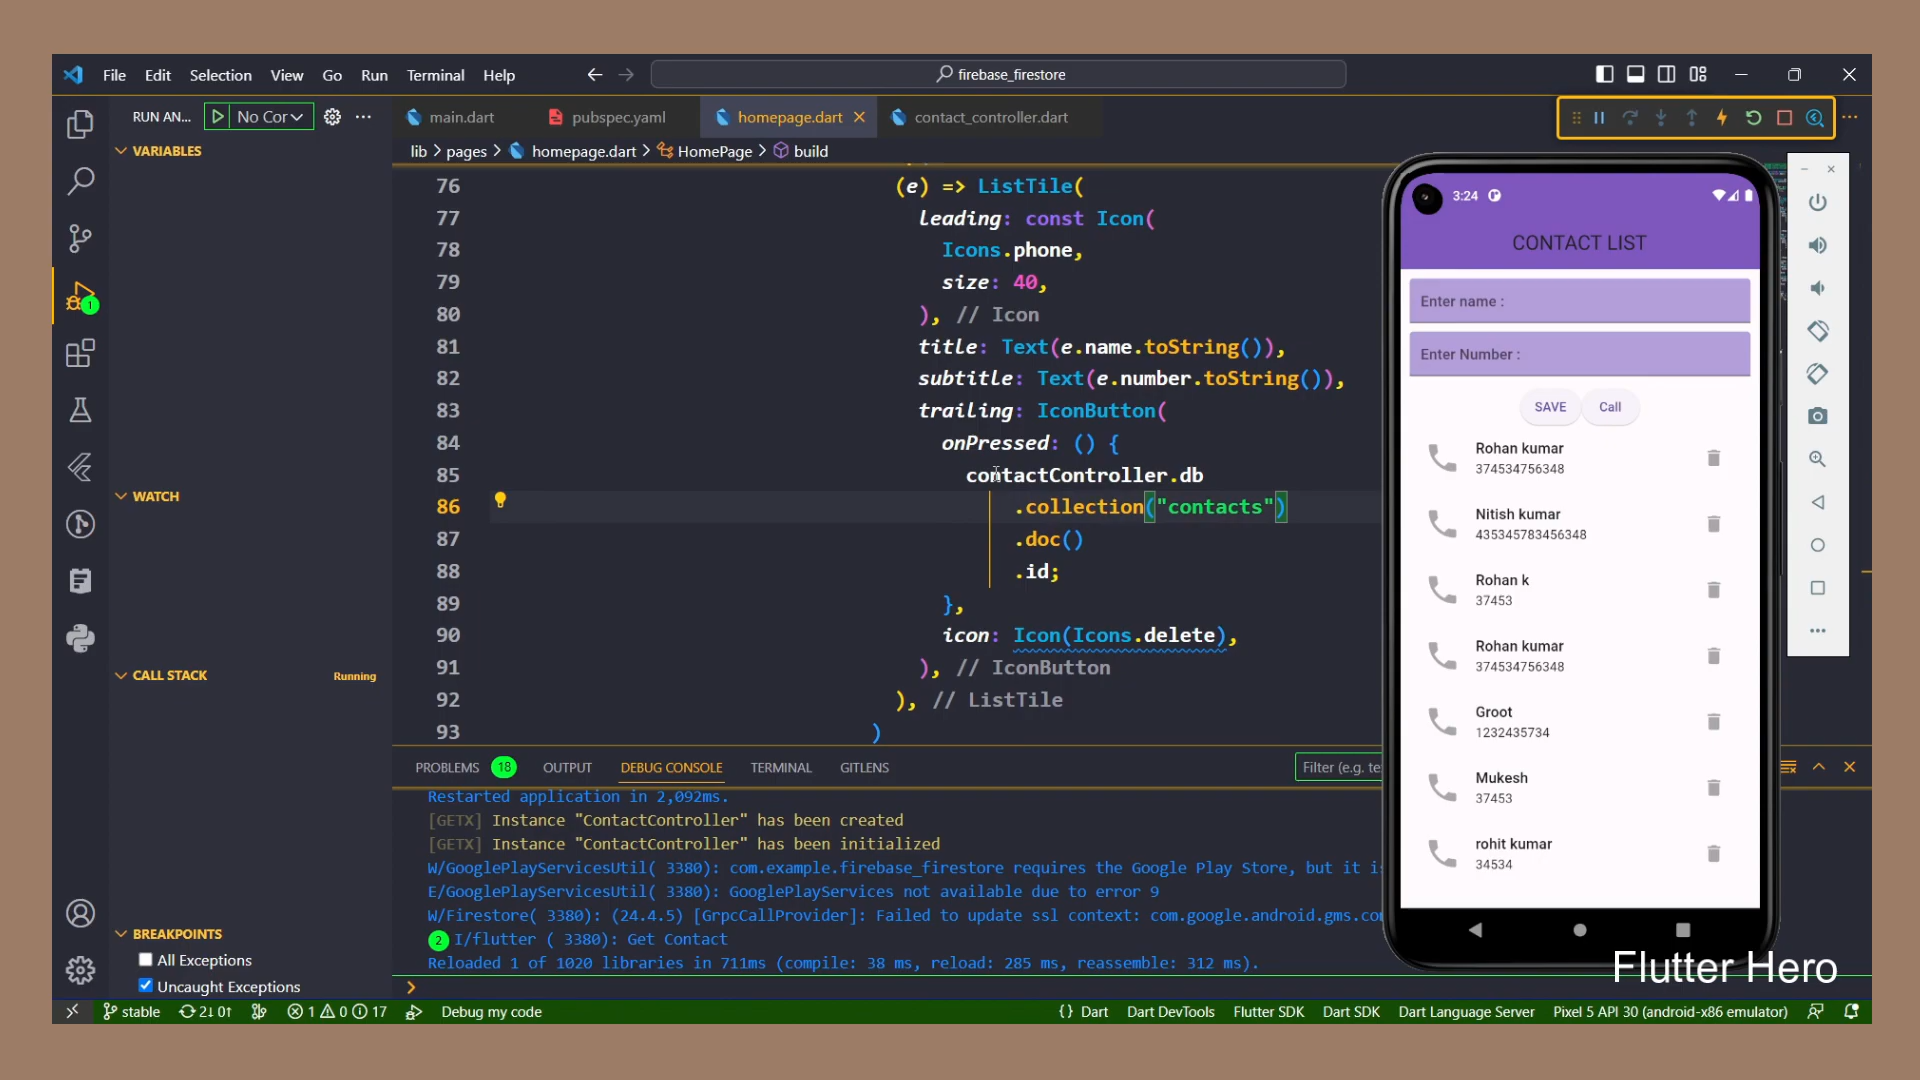 File Edit Selection View Go Run Terminal Help
firebase_firestore
RUN AN... No Cor
main.dart pubspec.yaml homepage.dart contact_controller.dart
lib > pages > homepage.dart > HomePage > build
VARIABLES
WATCH
CALL STACK Running
BREAKPOINTS
All Exceptions
Uncaught Exceptions
1
76 (e) => ListTile(
77 leading: const Icon(
78 Icons.phone,
79 size: 40,
80 ), // Icon
81 title: Text(e.name.toString()),
82 subtitle: Text(e.number.toString()),
83 trailing: IconButton(
84 onPressed: () {
85 contactController.db
86 .collection("contacts")
87 .doc()
88 .id;
89 },
90 icon: Icon(Icons.delete),
91 ), // IconButton
92 ), // ListTile
93 )
PROBLEMS 18 OUTPUT DEBUG CONSOLE TERMINAL GITLENS
Filter (e.g. te
Restarted application in 2,092ms.
[GETX] Instance "ContactController" has been created
[GETX] Instance "ContactController" has been initialized
W/GooglePlayServicesUtil( 3380): com.example.firebase_firestore requires the Google Play Store, but it i
E/GooglePlayServicesUtil( 3380): GooglePlayServices not available due to error 9
W/Firestore( 3380): (24.4.5) [GrpcCallProvider]: Failed to update ssl context: com.google.android.gms.co
2 I/flutter ( 3380): Get Contact
Reloaded 1 of 1020 libraries in 711ms (compile: 38 ms, reload: 285 ms, reassemble: 312 ms).
3:24
CONTACT LIST
Enter name :
Enter Number :
SAVE Call
Rohan kumar
374534756348
Nitish kumar
435345783456348
Rohan k
37453
Rohan kumar
374534756348
Groot
1232435734
Mukesh
37453
rohit kumar
34534
Flutter Hero
stable 2↓ 0↑ 1 0 17 Debug my code
{} Dart Dart DevTools Flutter SDK Dart SDK Dart Language Server Pixel 5 API 30 (android-x86 emulator)